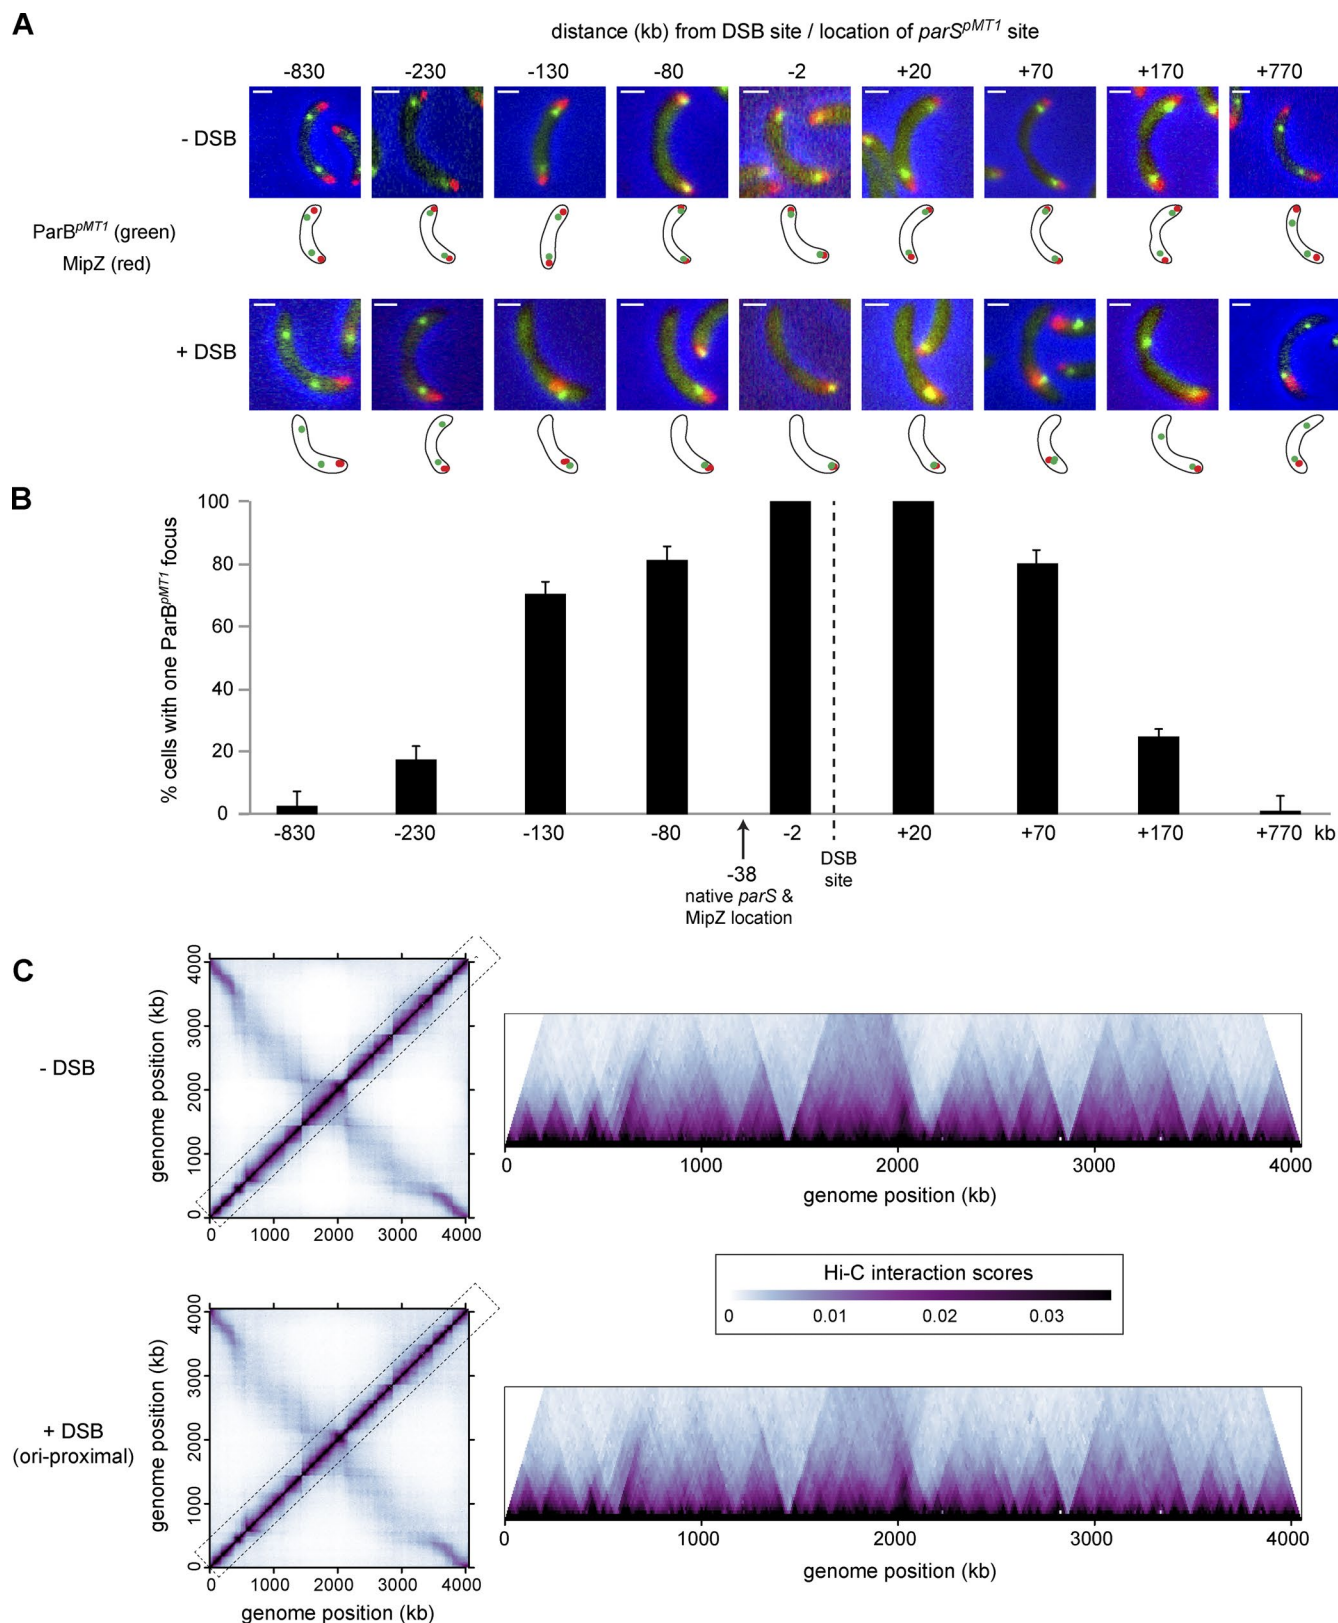 A
distance (kb) from DSB site / location of parS^pMT1 site
-830 -230 -130 -80 -2 +20 +70 +170 +770
- DSB
ParB^pMT1 (green)
MipZ (red)
+ DSB
B
% cells with one ParB^pMT1 focus
100
80
60
40
20
0
-830 -230 -130 -80 -2 +20 +70 +170 +770 kb
DSB
site
-38
native parS &
MipZ location
C
- DSB
genome position (kb)
4000
3000
2000
1000
0
0 1000 2000 3000 4000
0 1000 2000 3000 4000
genome position (kb)
Hi-C interaction scores
0 0.01 0.02 0.03
+ DSB
(ori-proximal)
genome position (kb)
4000
3000
2000
1000
0
0 1000 2000 3000 4000
genome position (kb)
0 1000 2000 3000 4000
genome position (kb)